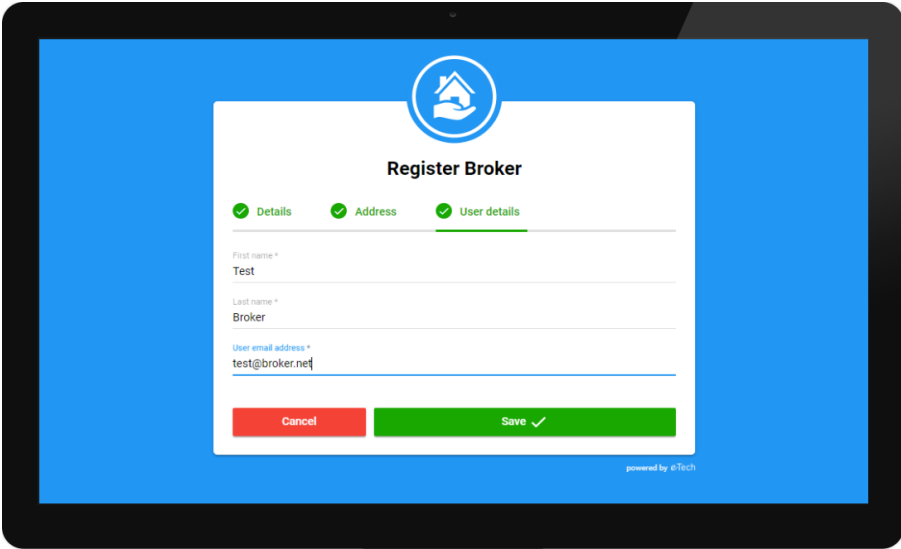 Register Broker
Details Address User details
First name *
Test
Last name *
Broker
User email address *
test@broker.net
Cancel Save
powered by e-Tech